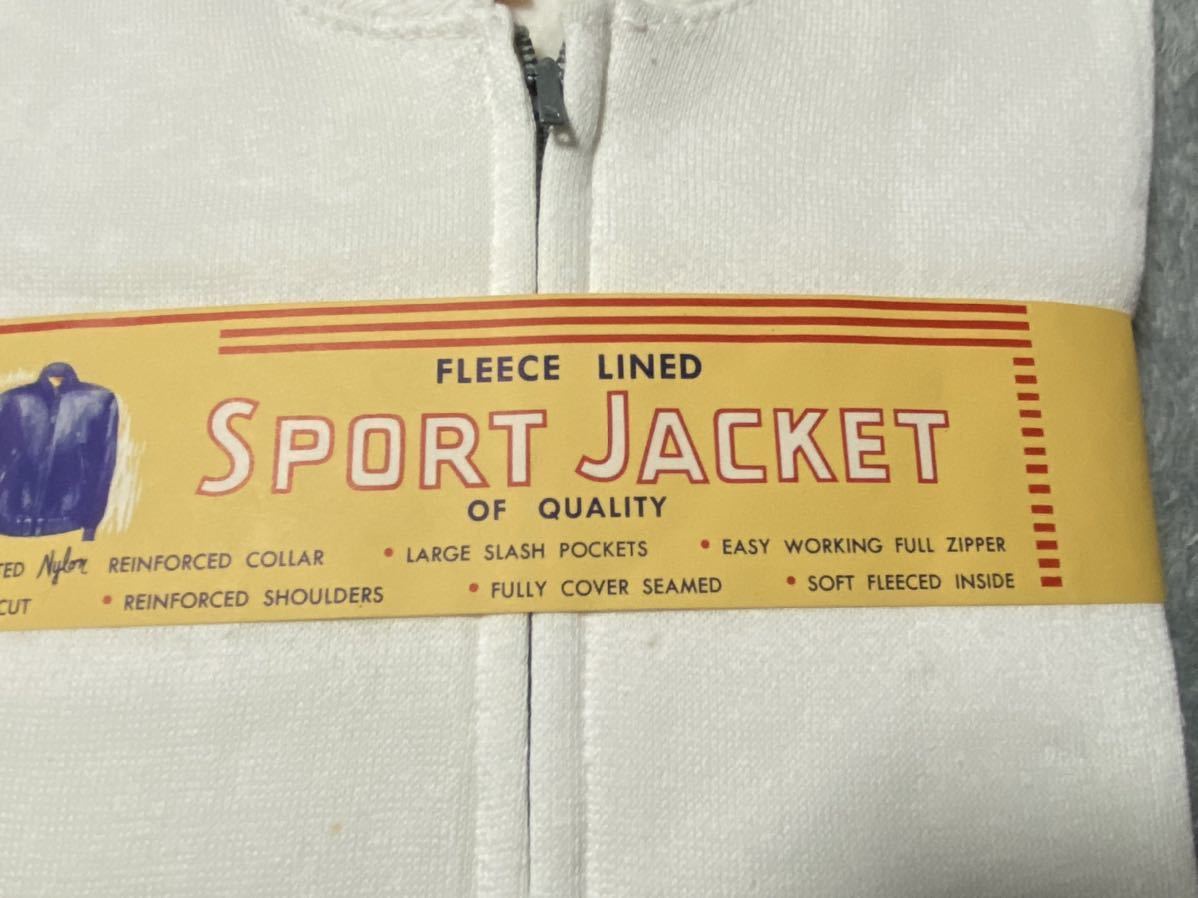 FLEECE LINED
SPORT JACKET
OF QUALITY
Nylon REINFORCED COLLAR • LARGE SLASH POCKETS • EASY WORKING FULL ZIPPER
CUT • REINFORCED SHOULDERS • FULLY COVER SEAMED • SOFT FLEECED INSIDE